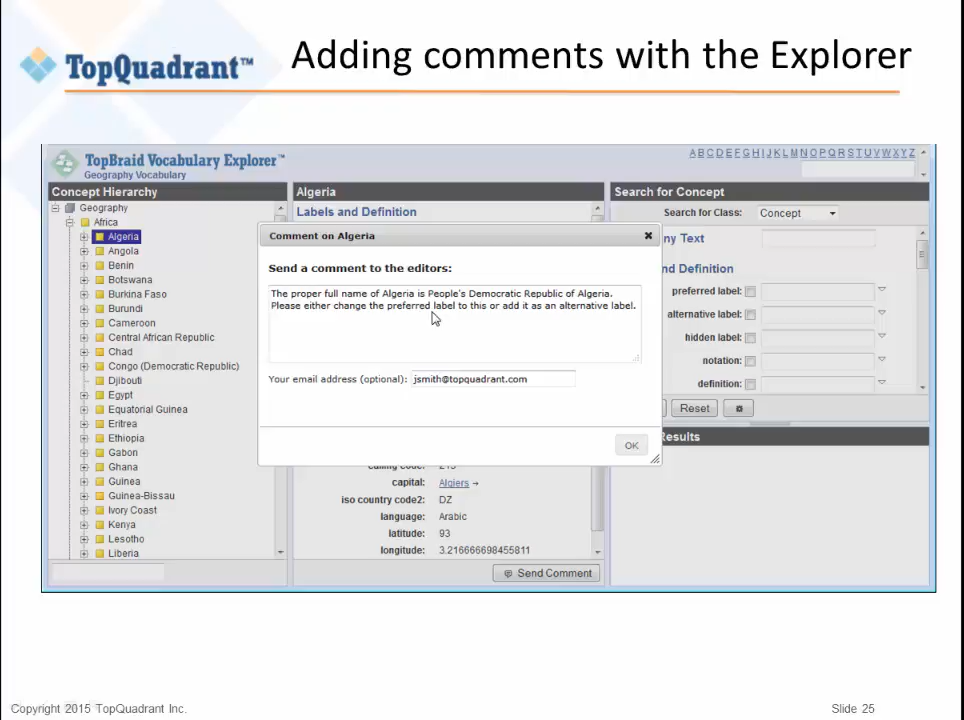 TopQuadrant™
Adding comments with the Explorer
TopBraid Vocabulary Explorer™
Geography Vocabulary
A B C D E F G H I J K L M N O P Q R S T U V W X Y Z
Concept Hierarchy
Geography
Africa
Algeria
Angola
Benin
Botswana
Burkina Faso
Burundi
Cameroon
Central African Republic
Chad
Congo (Democratic Republic)
Djibouti
Egypt
Equatorial Guinea
Eritrea
Ethiopia
Gabon
Ghana
Guinea
Guinea-Bissau
Ivory Coast
Kenya
Lesotho
Liberia
Algeria
Labels and Definition
Comment on Algeria
Send a comment to the editors:
The proper full name of Algeria is People's Democratic Republic of Algeria.
Please either change the preferred label to this or add it as an alternative label.
Your email address (optional): jsmith@topquadrant.com
OK
capital: Algiers
iso country code2: DZ
language: Arabic
latitude: 93
longitude: 3.216666698455811
Send Comment
Search for Concept
Search for Class: Concept
ny Text
nd Definition
preferred label:
alternative label:
hidden label:
notation:
definition:
Reset
Results
Copyright 2015 TopQuadrant Inc.
Slide 25